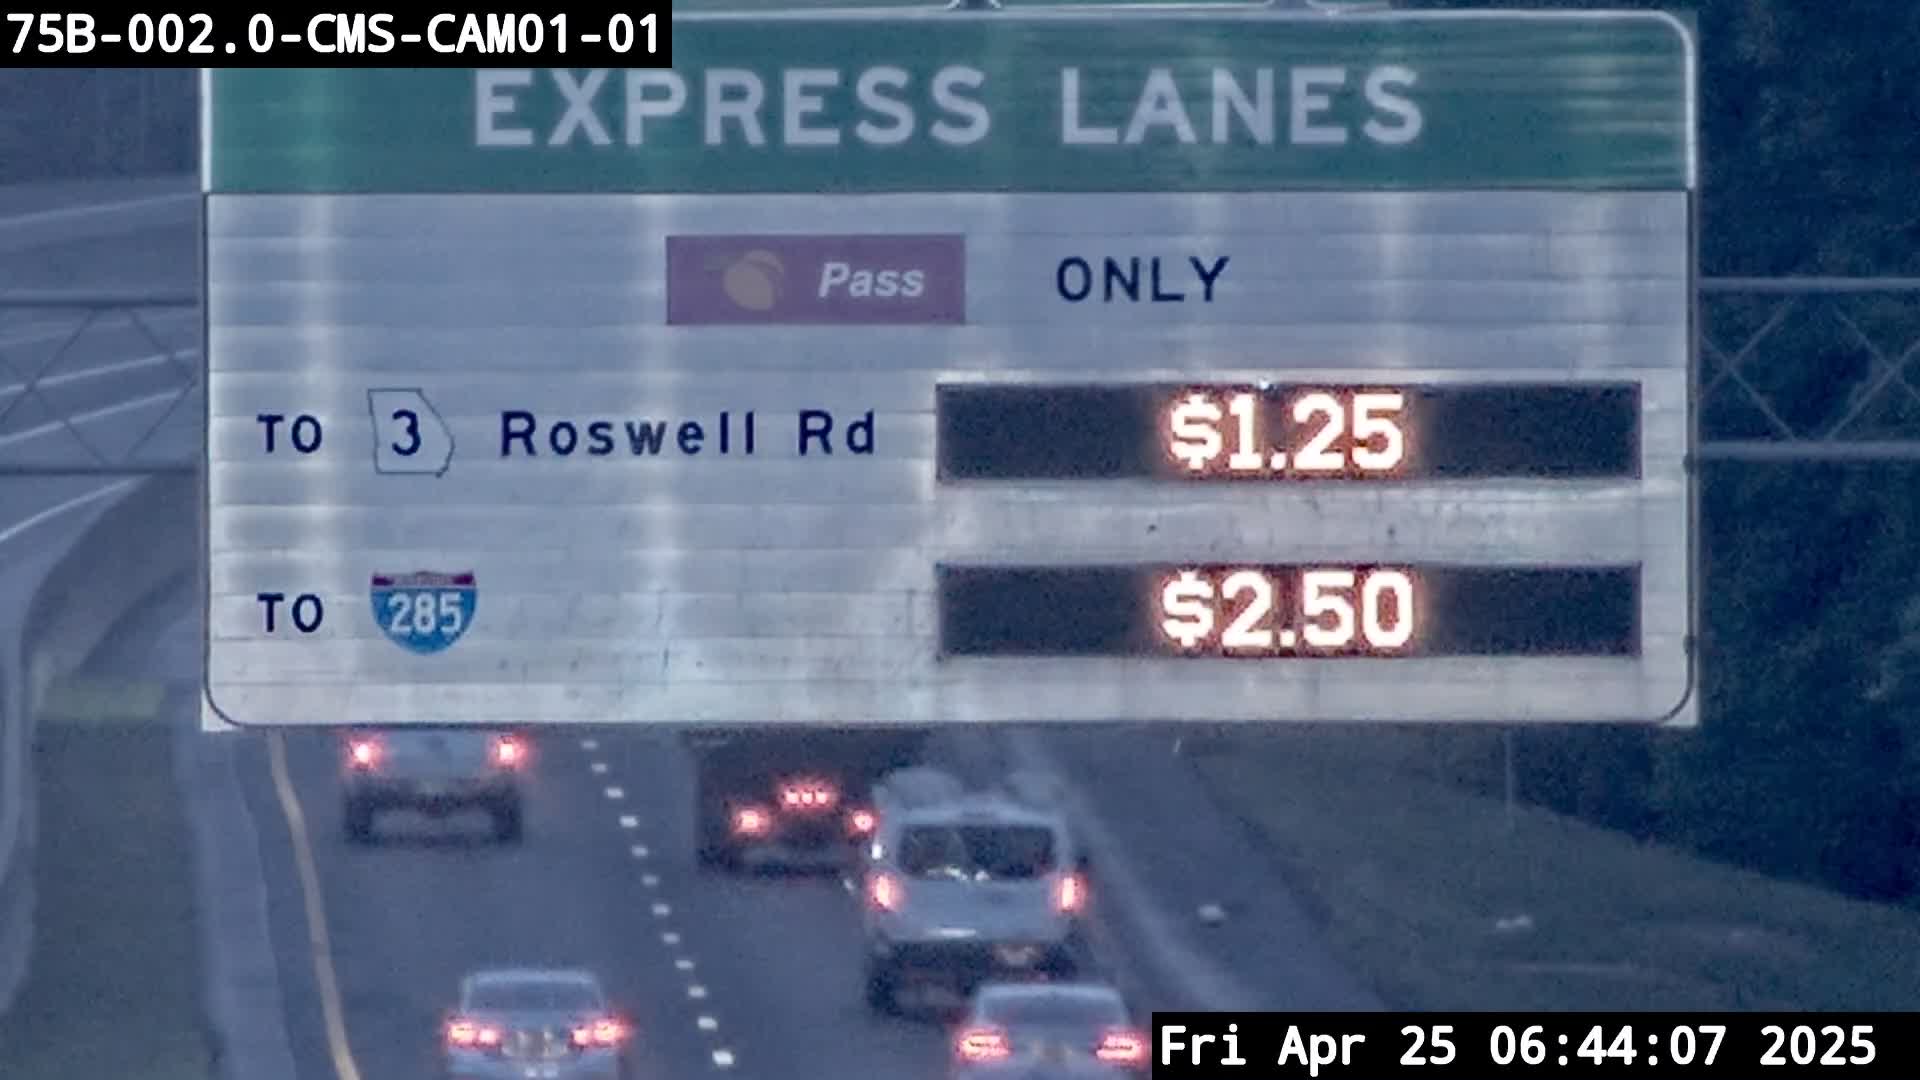 75B-002.0-CMS-CAM01-01
EXPRESS LANES
Pass ONLY
TO 3 Roswell Rd $1.25
TO 285 $2.50
Fri Apr 25 06:44:07 2025